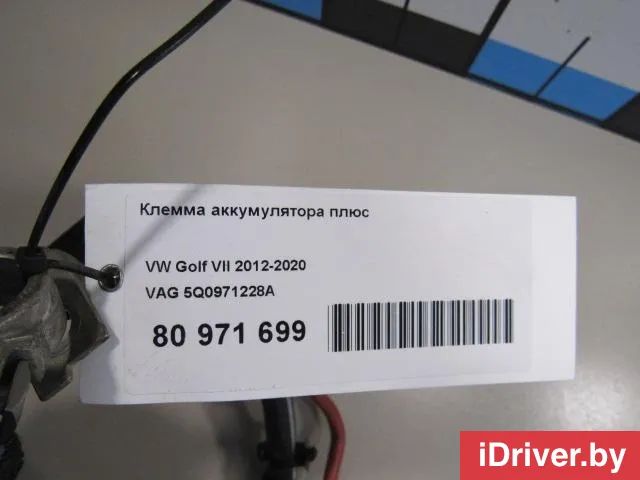 Клемма аккумулятора плюс
VW Golf VII 2012-2020
VAG 5Q0971228A
80 971 699
iDriver.by